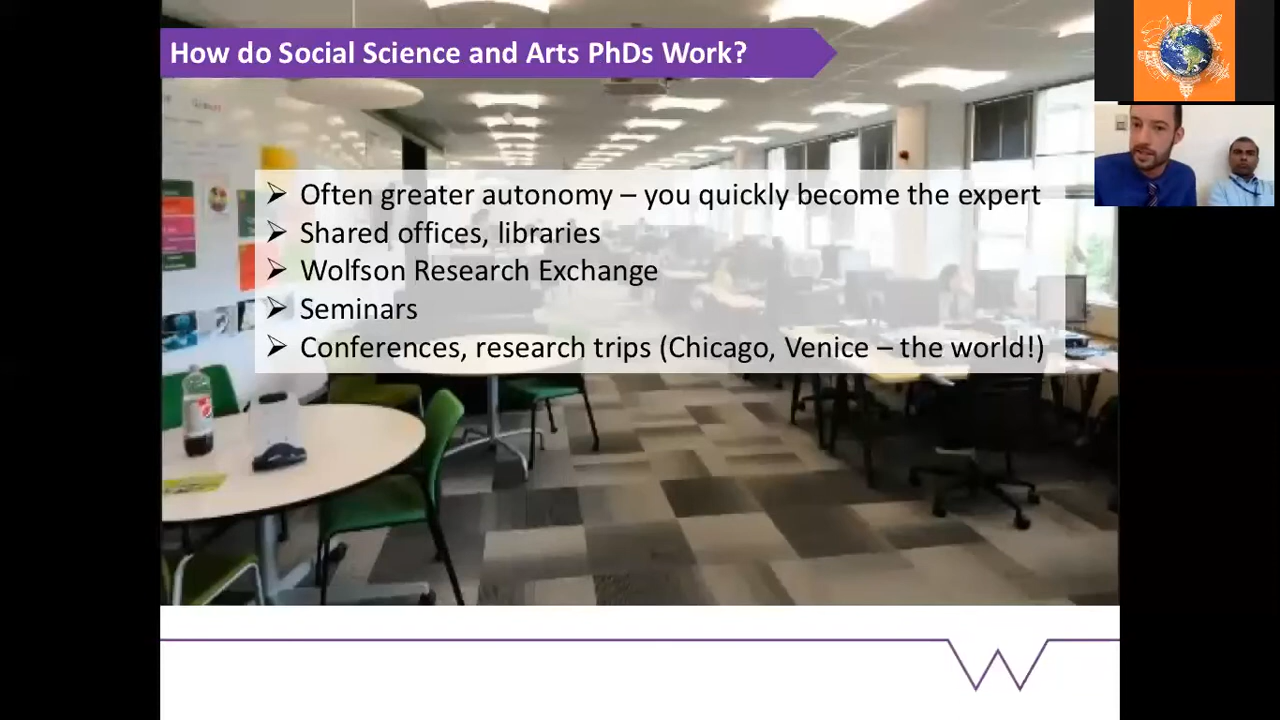 How do Social Science and Arts PhDs Work?
Often greater autonomy – you quickly become the expert
Shared offices, libraries
Wolfson Research Exchange
Seminars
Conferences, research trips (Chicago, Venice – the world!)